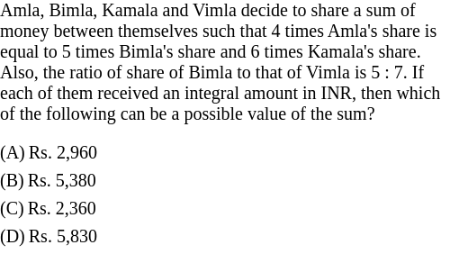 Amla, Bimla, Kamala and Vimla decide to share a sum of
money between themselves such that 4 times Amla's share is
equal to 5 times Bimla's share and 6 times Kamala's share.
Also, the ratio of share of Bimla to that of Vimla is 5 : 7. If
each of them received an integral amount in INR, then which
of the following can be a possible value of the sum?
(A) Rs. 2,960
(B) Rs. 5,380
(C) Rs. 2,360
(D) Rs. 5,830